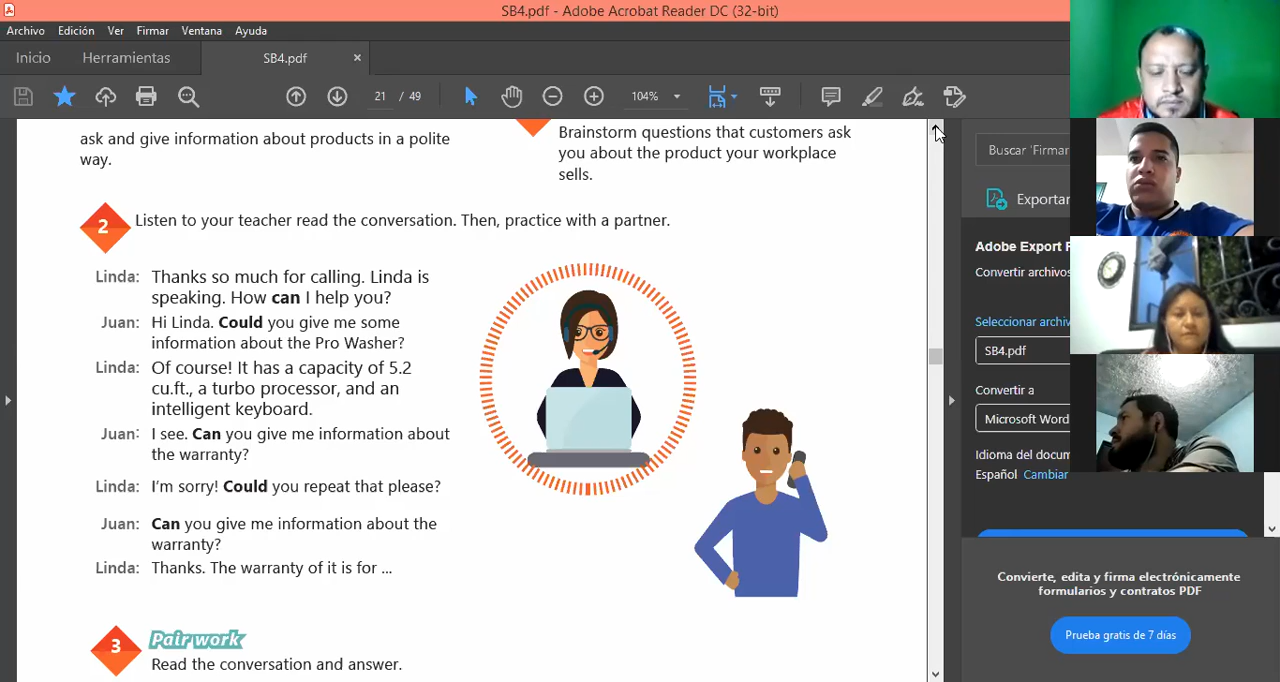 SB4.pdf - Adobe Acrobat Reader DC (32-bit)
Archivo Edición Ver Firmar Ventana Ayuda
Inicio Herramientas SB4.pdf ×
21 / 49 104%
ask and give information about products in a polite
way.
Brainstorm questions that customers ask
you about the product your workplace
sells.
2 Listen to your teacher read the conversation. Then, practice with a partner.
Linda: Thanks so much for calling. Linda is
speaking. How can I help you?
Juan: Hi Linda. Could you give me some
information about the Pro Washer?
Linda: Of course! It has a capacity of 5.2
cu.ft., a turbo processor, and an
intelligent keyboard.
Juan: I see. Can you give me information about
the warranty?
Linda: I'm sorry! Could you repeat that please?
Juan: Can you give me information about the
warranty?
Linda: Thanks. The warranty of it is for ...
3 Pair work
Read the conversation and answer.
Buscar 'Firmar
Exportar
Adobe Export
Convertir archivos
Seleccionar archiv
SB4.pdf
Convertir a
Microsoft Word
Idioma del docum
Español Cambiar
Convierte, edita y firma electrónicamente
formularios y contratos PDF
Prueba gratis de 7 días